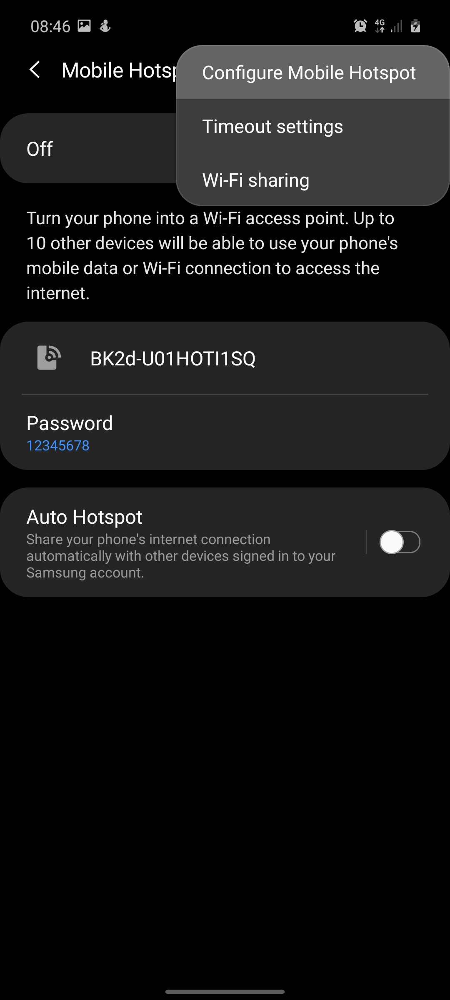 08:46
4G
Mobile Hotsp
Configure Mobile Hotspot
Timeout settings
Wi-Fi sharing
Off
Turn your phone into a Wi-Fi access point. Up to
10 other devices will be able to use your phone's
mobile data or Wi-Fi connection to access the
internet.
BK2d-U01HOTI1SQ
Password
12345678
Auto Hotspot
Share your phone's internet connection
automatically with other devices signed in to your
Samsung account.